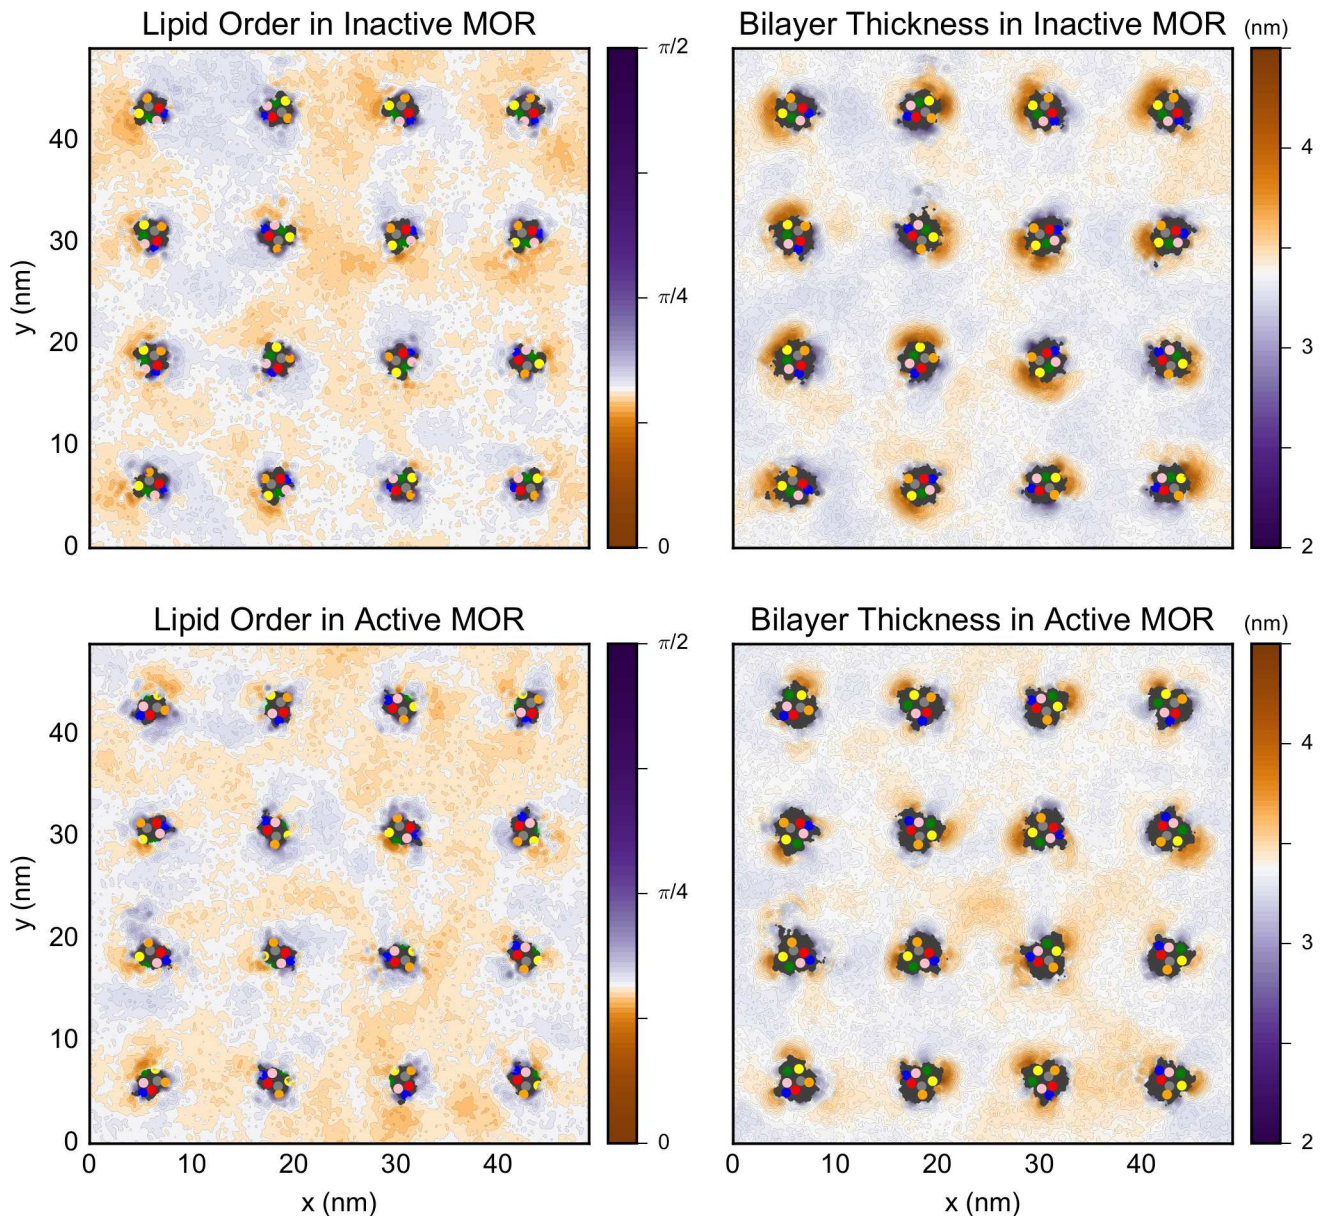 Lipid Order in Inactive MOR
Bilayer Thickness in Inactive MOR (nm)
π/2
π/4
0
4
3
2
y (nm)
40
30
20
10
0
Lipid Order in Active MOR
Bilayer Thickness in Active MOR (nm)
π/2
π/4
0
4
3
2
y (nm)
40
30
20
10
0
0 10 20 30 40
0 10 20 30 40
x (nm)
x (nm)